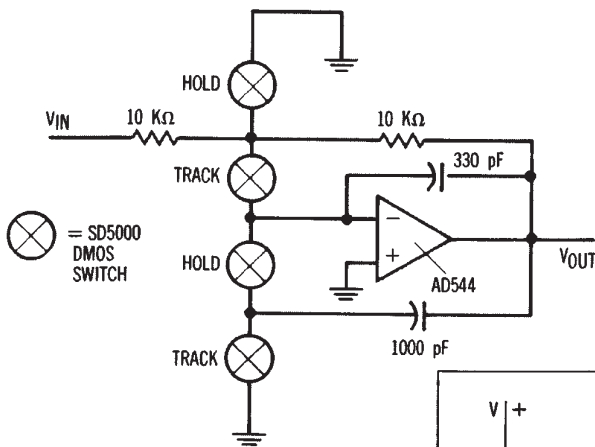 HOLD
VIN
10 KΩ
10 KΩ
TRACK
330 pF
−
= SD5000
DMOS
SWITCH
HOLD
+
AD544
VOUT
1000 pF
TRACK
V +